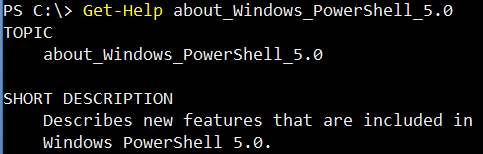 PS C:\> Get-Help about_Windows_PowerShell_5.0
TOPIC
    about_Windows_PowerShell_5.0
SHORT DESCRIPTION
    Describes new features that are included in
    Windows PowerShell 5.0.